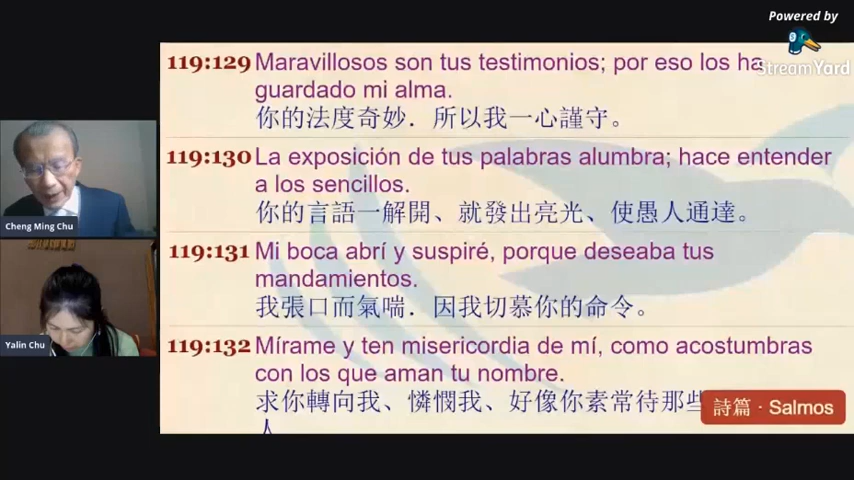 Powered by
StreamYard
119:129 Maravillosos son tus testimonios; por eso los ha
guardado mi alma.
你的法度奇妙．所以我一心謹守。
119:130 La exposición de tus palabras alumbra; hace entender
a los sencillos.
你的言語一解開、就發出亮光、使愚人通達。
119:131 Mi boca abrí y suspiré, porque deseaba tus
mandamientos.
我張口而氣喘．因我切慕你的命令。
119:132 Mírame y ten misericordia de mí, como acostumbras
con los que aman tu nombre.
求你轉向我、憐憫我、好像你素常待那些
人
詩篇 · Salmos
Cheng Ming Chu
Yalin Chu